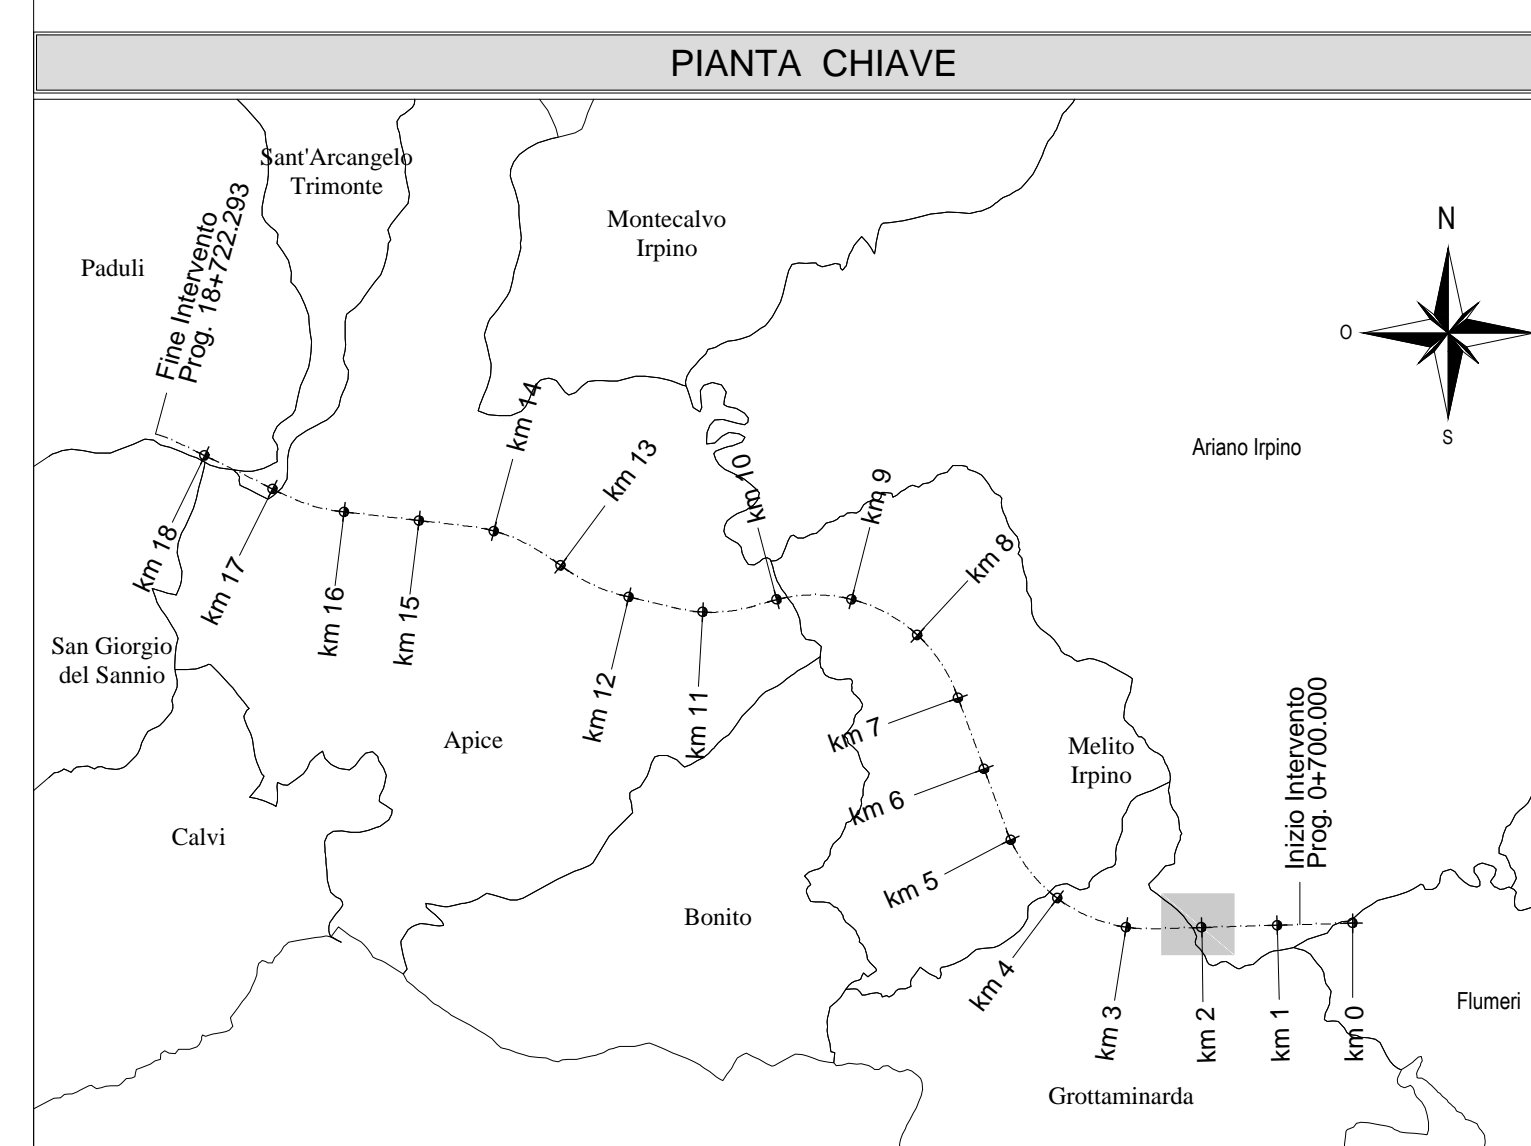 PIANTA CHIAVE
Sant'Arcangelo
Trimonte
Montecalvo
Irpino
Paduli
Fine Intervento
Prog. 18+722.293
N
O
S
Ariano Irpino
km 14
km 13
km 10
km 9
km 8
km 18
km 17
km 16
km 15
km 12
km 11
San Giorgio
del Sannio
Apice
km 7
km 6
km 5
Melito
Irpino
Inizio Intervento
Prog. 0+700.000
Calvi
Bonito
km 4
km 3
km 2
km 1
km 0
Flumeri
Grottaminarda